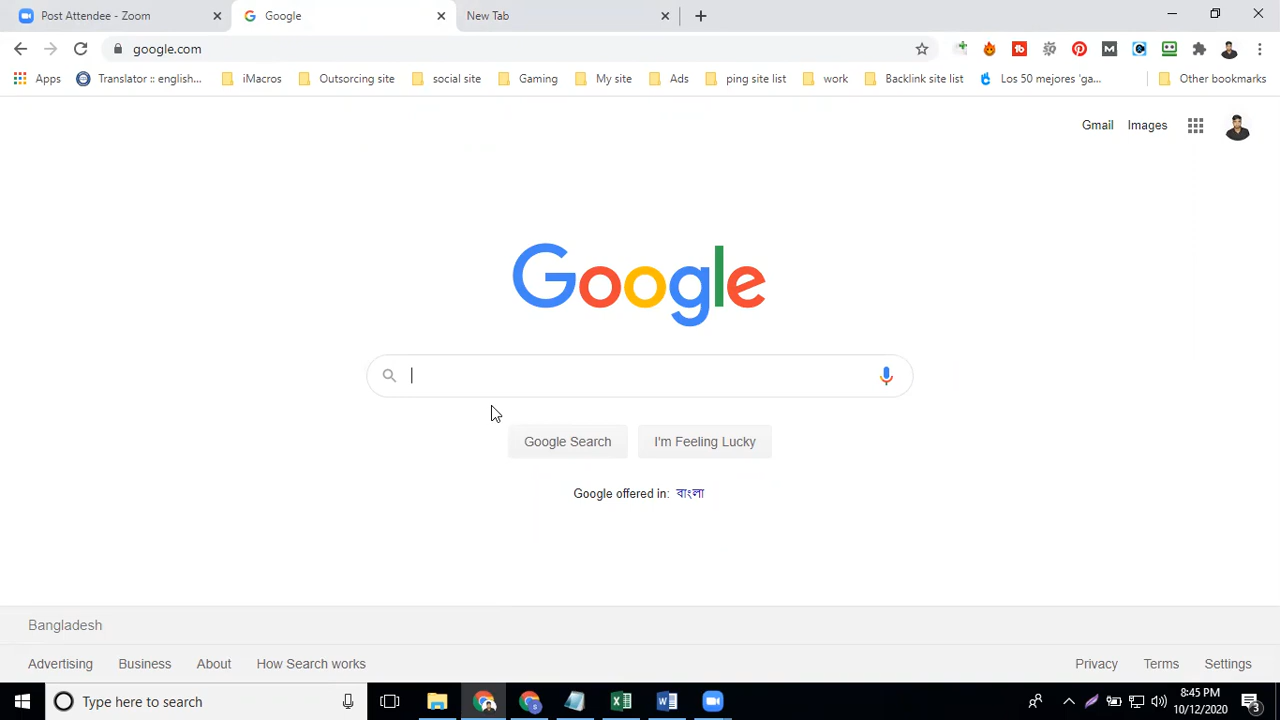 Post Attendee - Zoom
Google
New Tab
google.com
Apps
Translator :: english...
iMacros
Outsorcing site
social site
Gaming
My site
Ads
ping site list
work
Backlink site list
Los 50 mejores 'ga...
Other bookmarks
Gmail
Images
Google
Google Search
I'm Feeling Lucky
Google offered in: বাংলা
Bangladesh
Advertising
Business
About
How Search works
Privacy
Terms
Settings
Type here to search
8:45 PM
10/12/2020
3